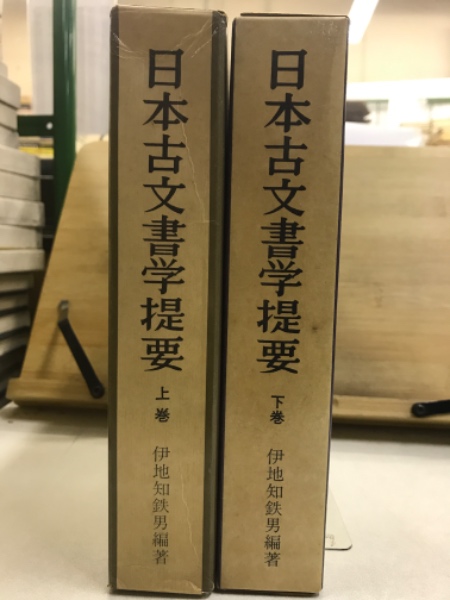 日本古文書学提要
上巻
伊地知鉄男編著
日本古文書学提要
下巻
伊地知鉄男編著